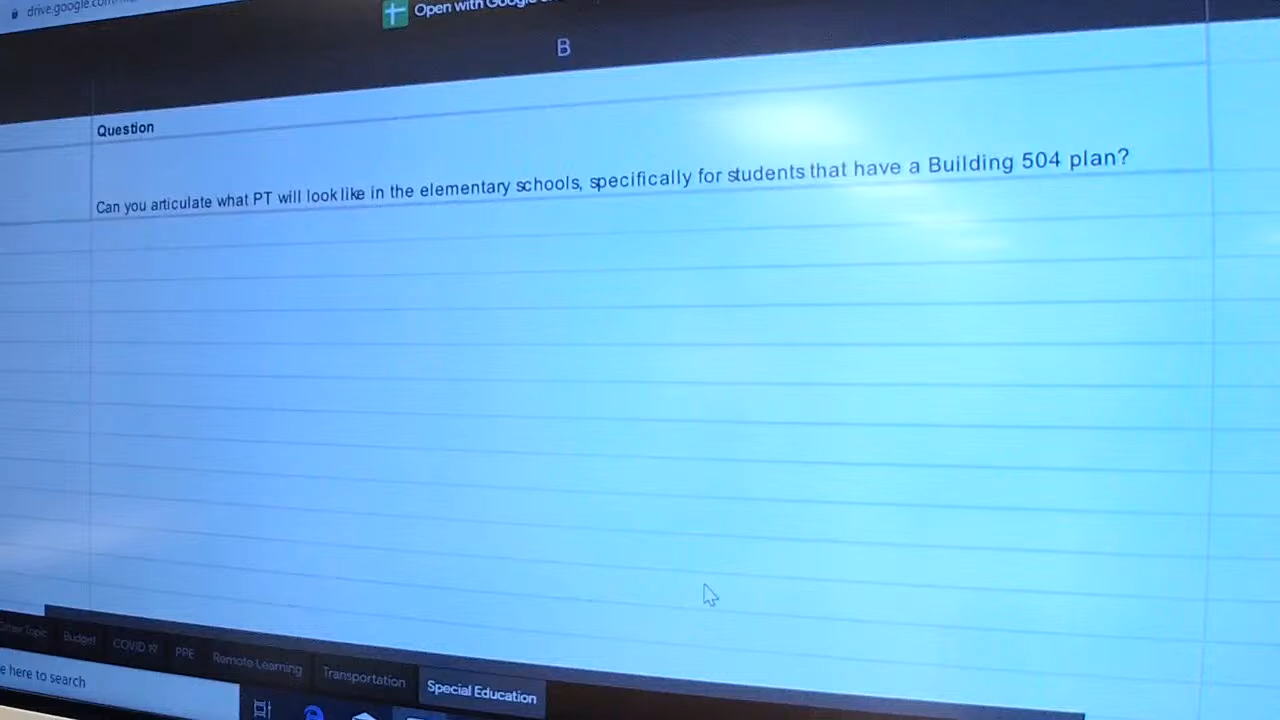 drive.google.com
Open with Google
B
Question
Can you articulate what PT will look like in the elementary schools, specifically for students that have a Building 504 plan?
Other Topic Budget COVID 19 PPE Remote Learning Transportation Special Education
e here to search